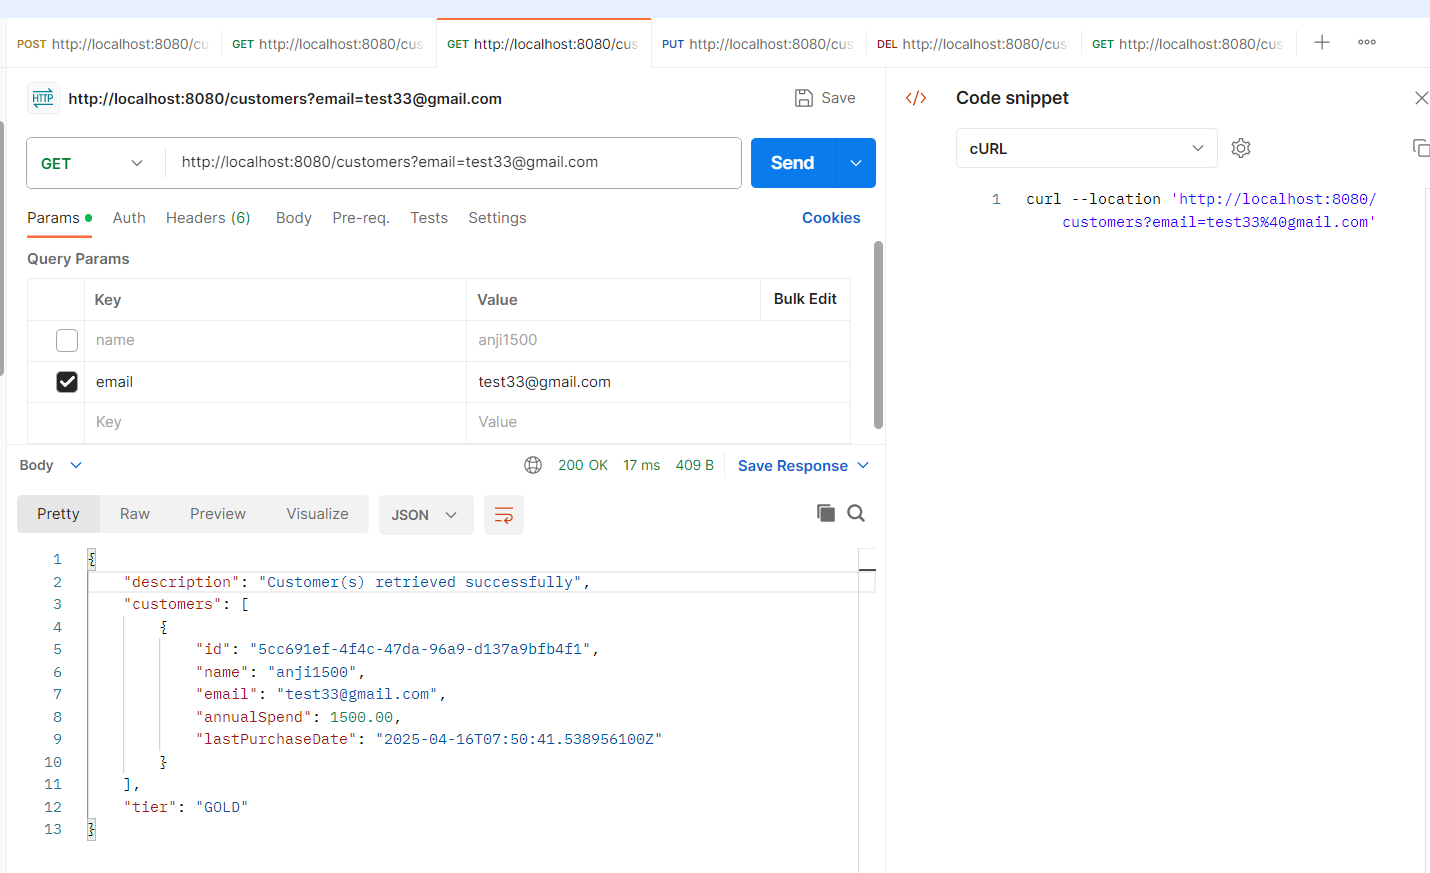 POST http://localhost:8080/cu
GET http://localhost:8080/cus
GET http://localhost:8080/cus
PUT http://localhost:8080/cus
DEL http://localhost:8080/cus
GET http://localhost:8080/cus
HTTP http://localhost:8080/customers?email=test33@gmail.com
Save
GET http://localhost:8080/customers?email=test33@gmail.com
Send
Params Auth Headers (6) Body Pre-req. Tests Settings
Cookies
Query Params
Key Value Bulk Edit
name anji1500
email test33@gmail.com
Key Value
Body
200 OK 17 ms 409 B Save Response
Pretty Raw Preview Visualize JSON
1 {
2 "description": "Customer(s) retrieved successfully",
3 "customers": [
4 {
5 "id": "5cc691ef-4f4c-47da-96a9-d137a9bfb4f1",
6 "name": "anji1500",
7 "email": "test33@gmail.com",
8 "annualSpend": 1500.00,
9 "lastPurchaseDate": "2025-04-16T07:50:41.538956100Z"
10 }
11 ],
12 "tier": "GOLD"
13 }
</> Code snippet
cURL
1 curl --location 'http://localhost:8080/
customers?email=test33%40gmail.com'